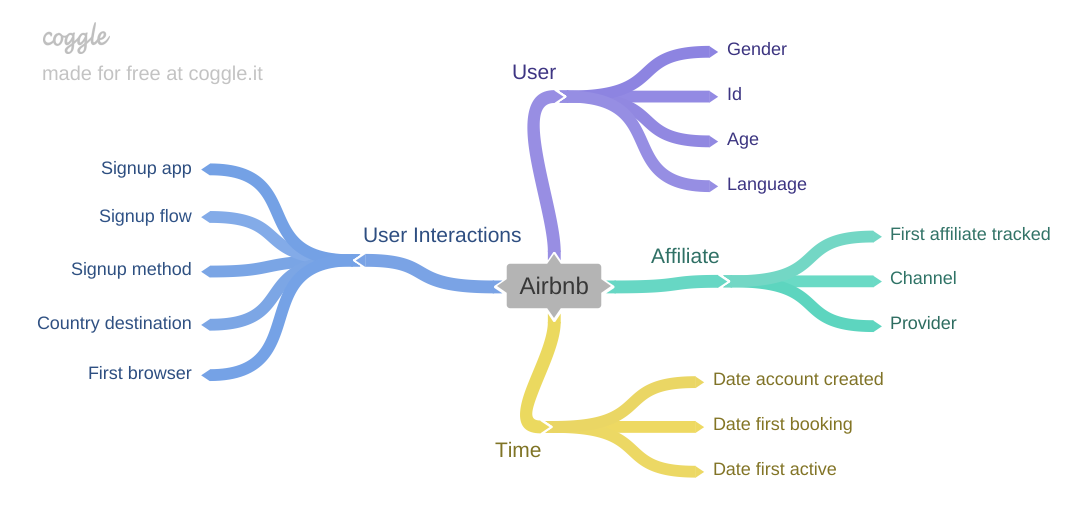 coggle
made for free at coggle.it
User
Gender
Id
Age
Language
User Interactions
Signup app
Signup flow
Signup method
Country destination
First browser
Airbnb
Affiliate
First affiliate tracked
Channel
Provider
Time
Date account created
Date first booking
Date first active